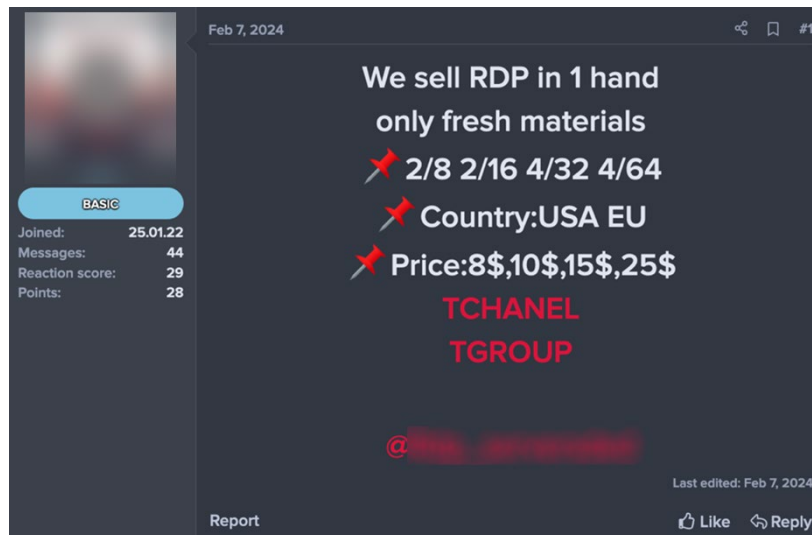 Feb 7, 2024
#1
BASIC
Joined: 25.01.22
Messages: 44
Reaction score: 29
Points: 28
We sell RDP in 1 hand
only fresh materials
📌 2/8 2/16 4/32 4/64
📌 Country:USA EU
📌 Price:8$,10$,15$,25$
TCHANEL
TGROUP
@
Last edited: Feb 7, 2024
Report
Like Reply